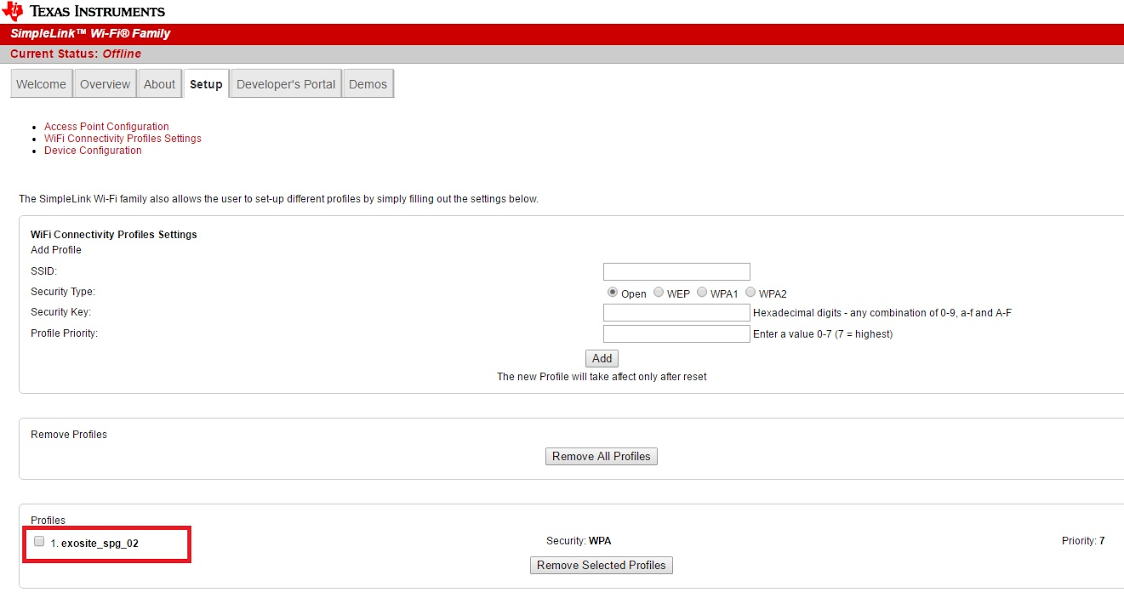 TEXAS INSTRUMENTS
SimpleLink™ Wi-Fi® Family
Current Status: Offline
Welcome Overview About Setup Developer's Portal Demos
Access Point Configuration
WiFi Connectivity Profiles Settings
Device Configuration
The SimpleLink Wi-Fi family also allows the user to set-up different profiles by simply filling out the settings below.
WiFi Connectivity Profiles Settings
Add Profile
SSID:
Security Type: Open WEP WPA1 WPA2
Security Key: Hexadecimal digits - any combination of 0-9, a-f and A-F
Profile Priority: Enter a value 0-7 (7 = highest)
Add
The new Profile will take affect only after reset
Remove Profiles
Remove All Profiles
Profiles
1. exosite_spg_02 Security: WPA Priority: 7
Remove Selected Profiles